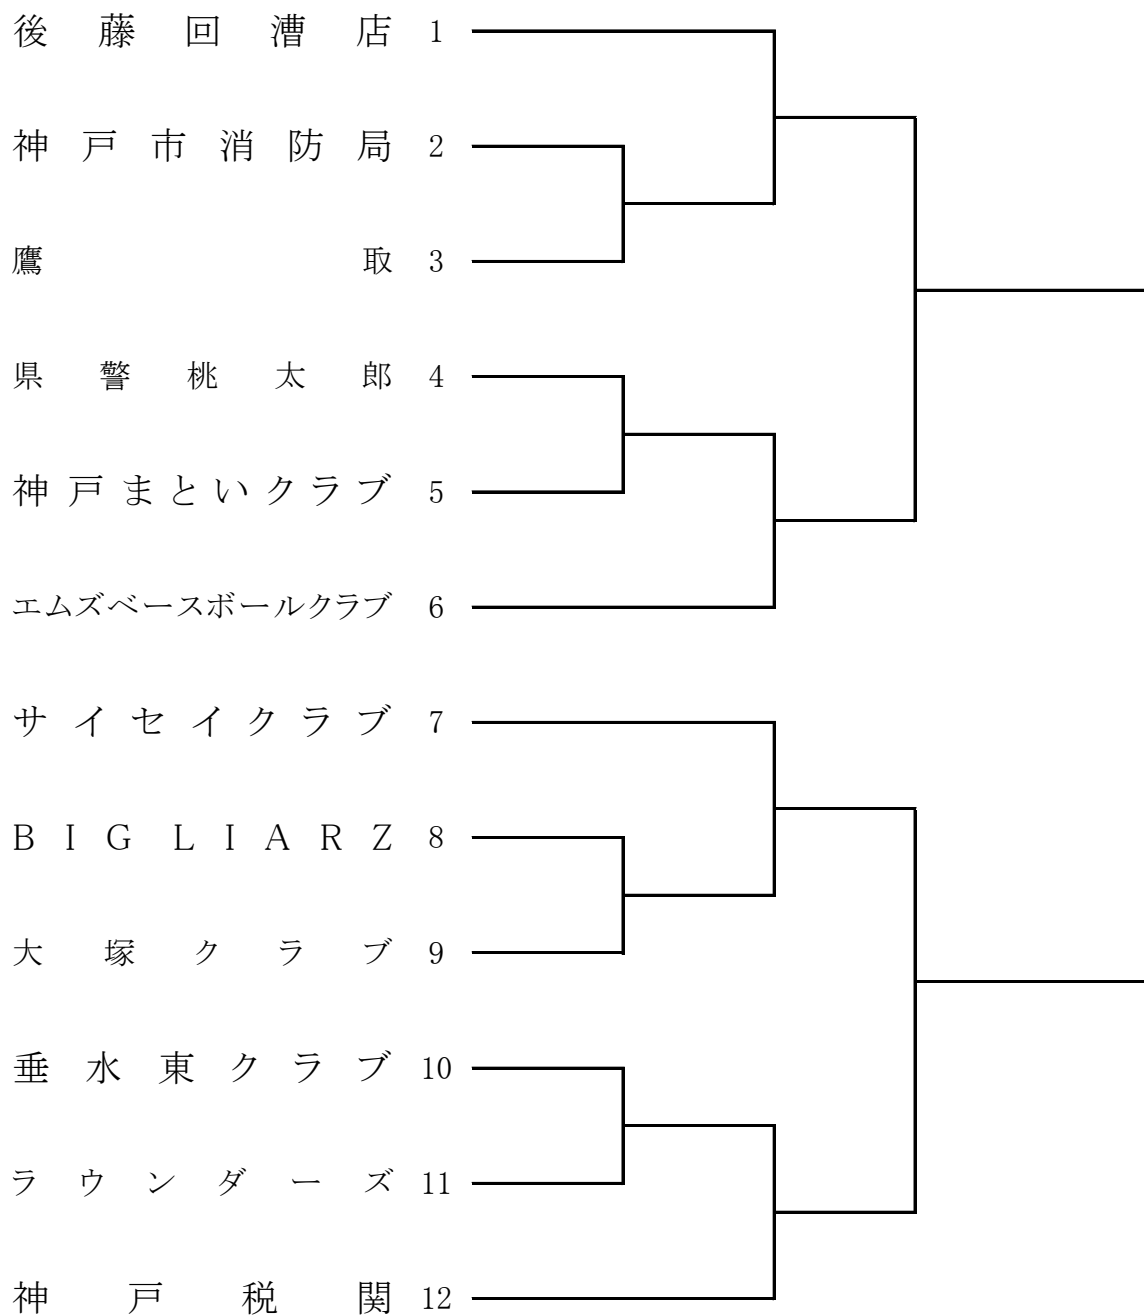 後藤回漕店 1
神戸市消防局 2
鷹取 3
県警桃太郎 4
神戸まといクラブ 5
エムズベースボールクラブ 6
サイセイクラブ 7
BIG LIARZ 8
大塚クラブ 9
垂水東クラブ 10
ラウンダーズ 11
神戸税関 12